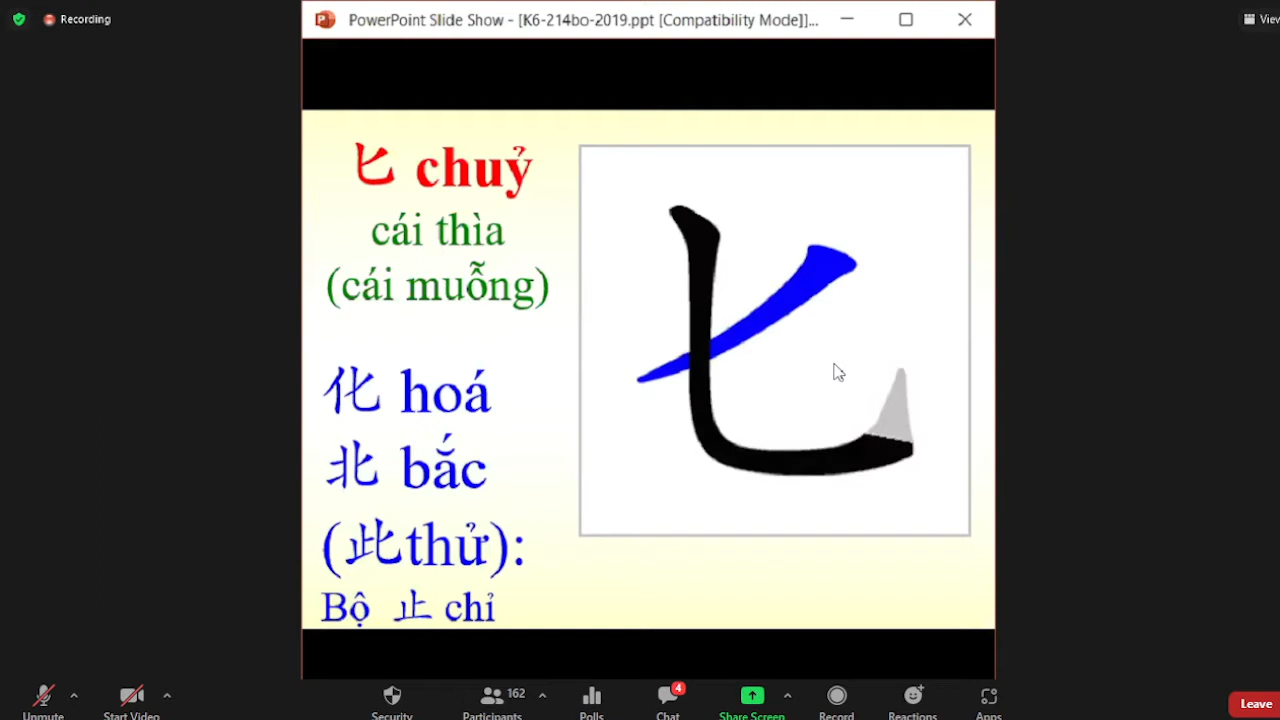 Recording
PowerPoint Slide Show - [K6-214bo-2019.ppt [Compatibility Mode]]...
匕 chuỷ
cái thìa
(cái muỗng)
化 hoá
北 bắc
(此thử):
Bộ 止 chỉ
Unmute
Start Video
Security
Participants
162
Polls
Chat
4
Share Screen
Record
Reactions
Apps
Leave